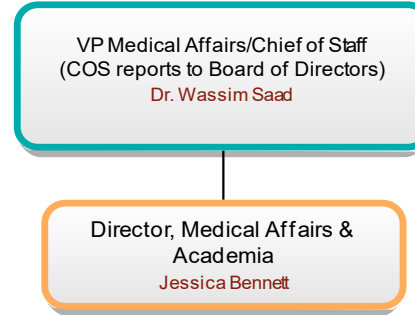 VP Medical Affairs/Chief of Staff
(COS reports to Board of Directors)
Dr. Wassim Saad
Director, Medical Affairs &
Academia
Jessica Bennett